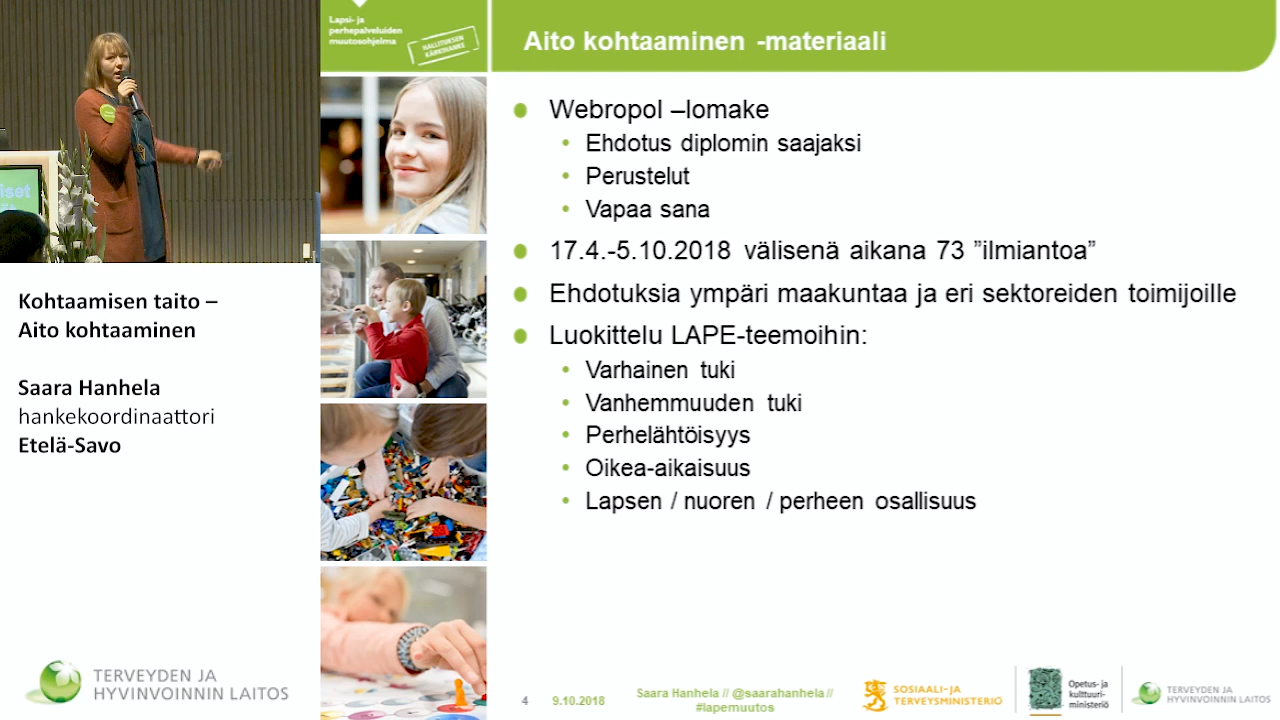 Kohtaamisen taito –
Aito kohtaaminen
Saara Hanhela
hankekoordinaattori
Etelä-Savo
TERVEYDEN JA
HYVINVOINNIN LAITOS
Lapsi- ja
perhepalveluiden
muutosohjelma
HALLITUKSEN
KÄRKIHANKE
Aito kohtaaminen -materiaali
Webropol –lomake
Ehdotus diplomin saajaksi
Perustelut
Vapaa sana
17.4.-5.10.2018 välisenä aikana 73 ”ilmiantoa”
Ehdotuksia ympäri maakuntaa ja eri sektoreiden toimijoille
Luokittelu LAPE-teemoihin:
Varhainen tuki
Vanhemmuuden tuki
Perhelähtöisyys
Oikea-aikaisuus
Lapsen / nuoren / perheen osallisuus
4 9.10.2018
Saara Hanhela // @saarahanhela //
#lapemuutos
SOSIAALI- JA
TERVEYSMINISTERIÖ
Opetus- ja
kulttuuri-
ministeriö
TERVEYDEN JA
HYVINVOINNIN LAITOS